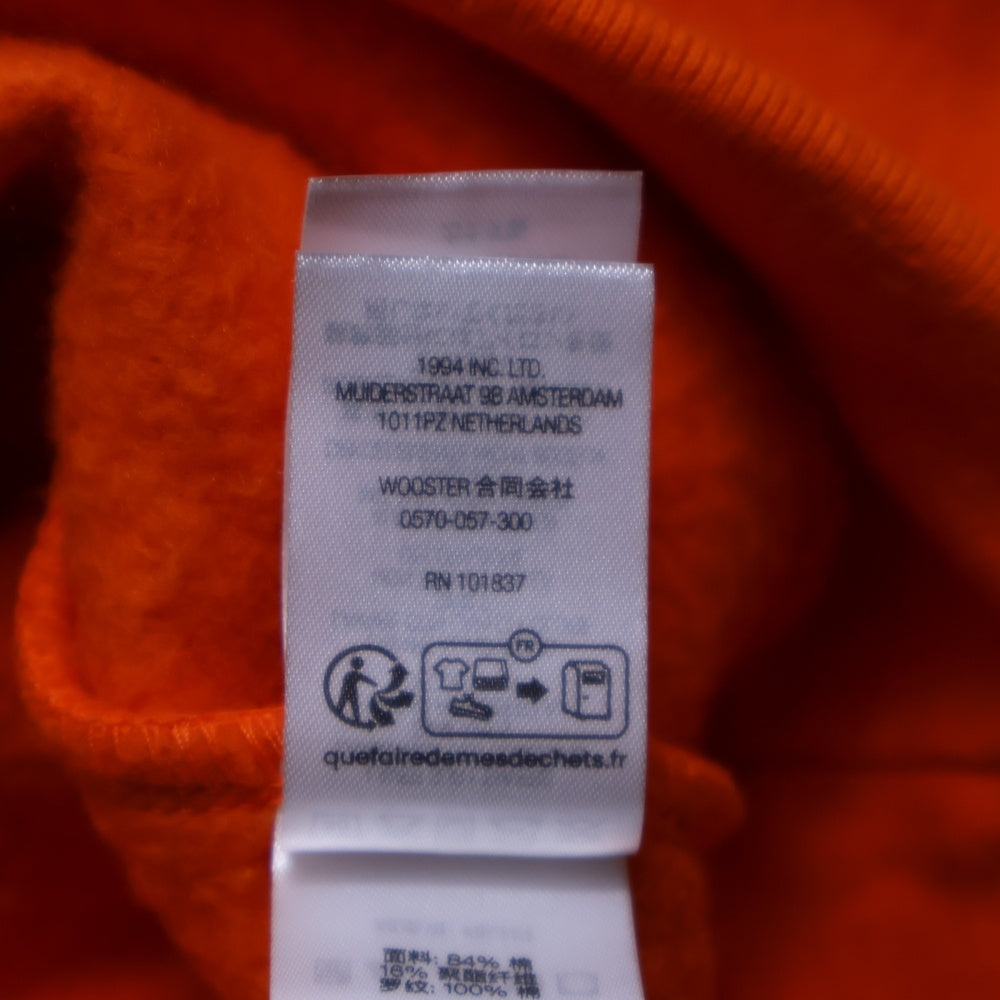 1994 INC. LTD.
MUIDERSTRAAT 9B AMSTERDAM
1011PZ NETHERLANDS
WOOSTER 合同会社
0570-057-300
RN 101837
FR
quefairedemesdechets.fr
面料: 84% 棉
16% 聚酯纤维
罗纹: 100% 棉